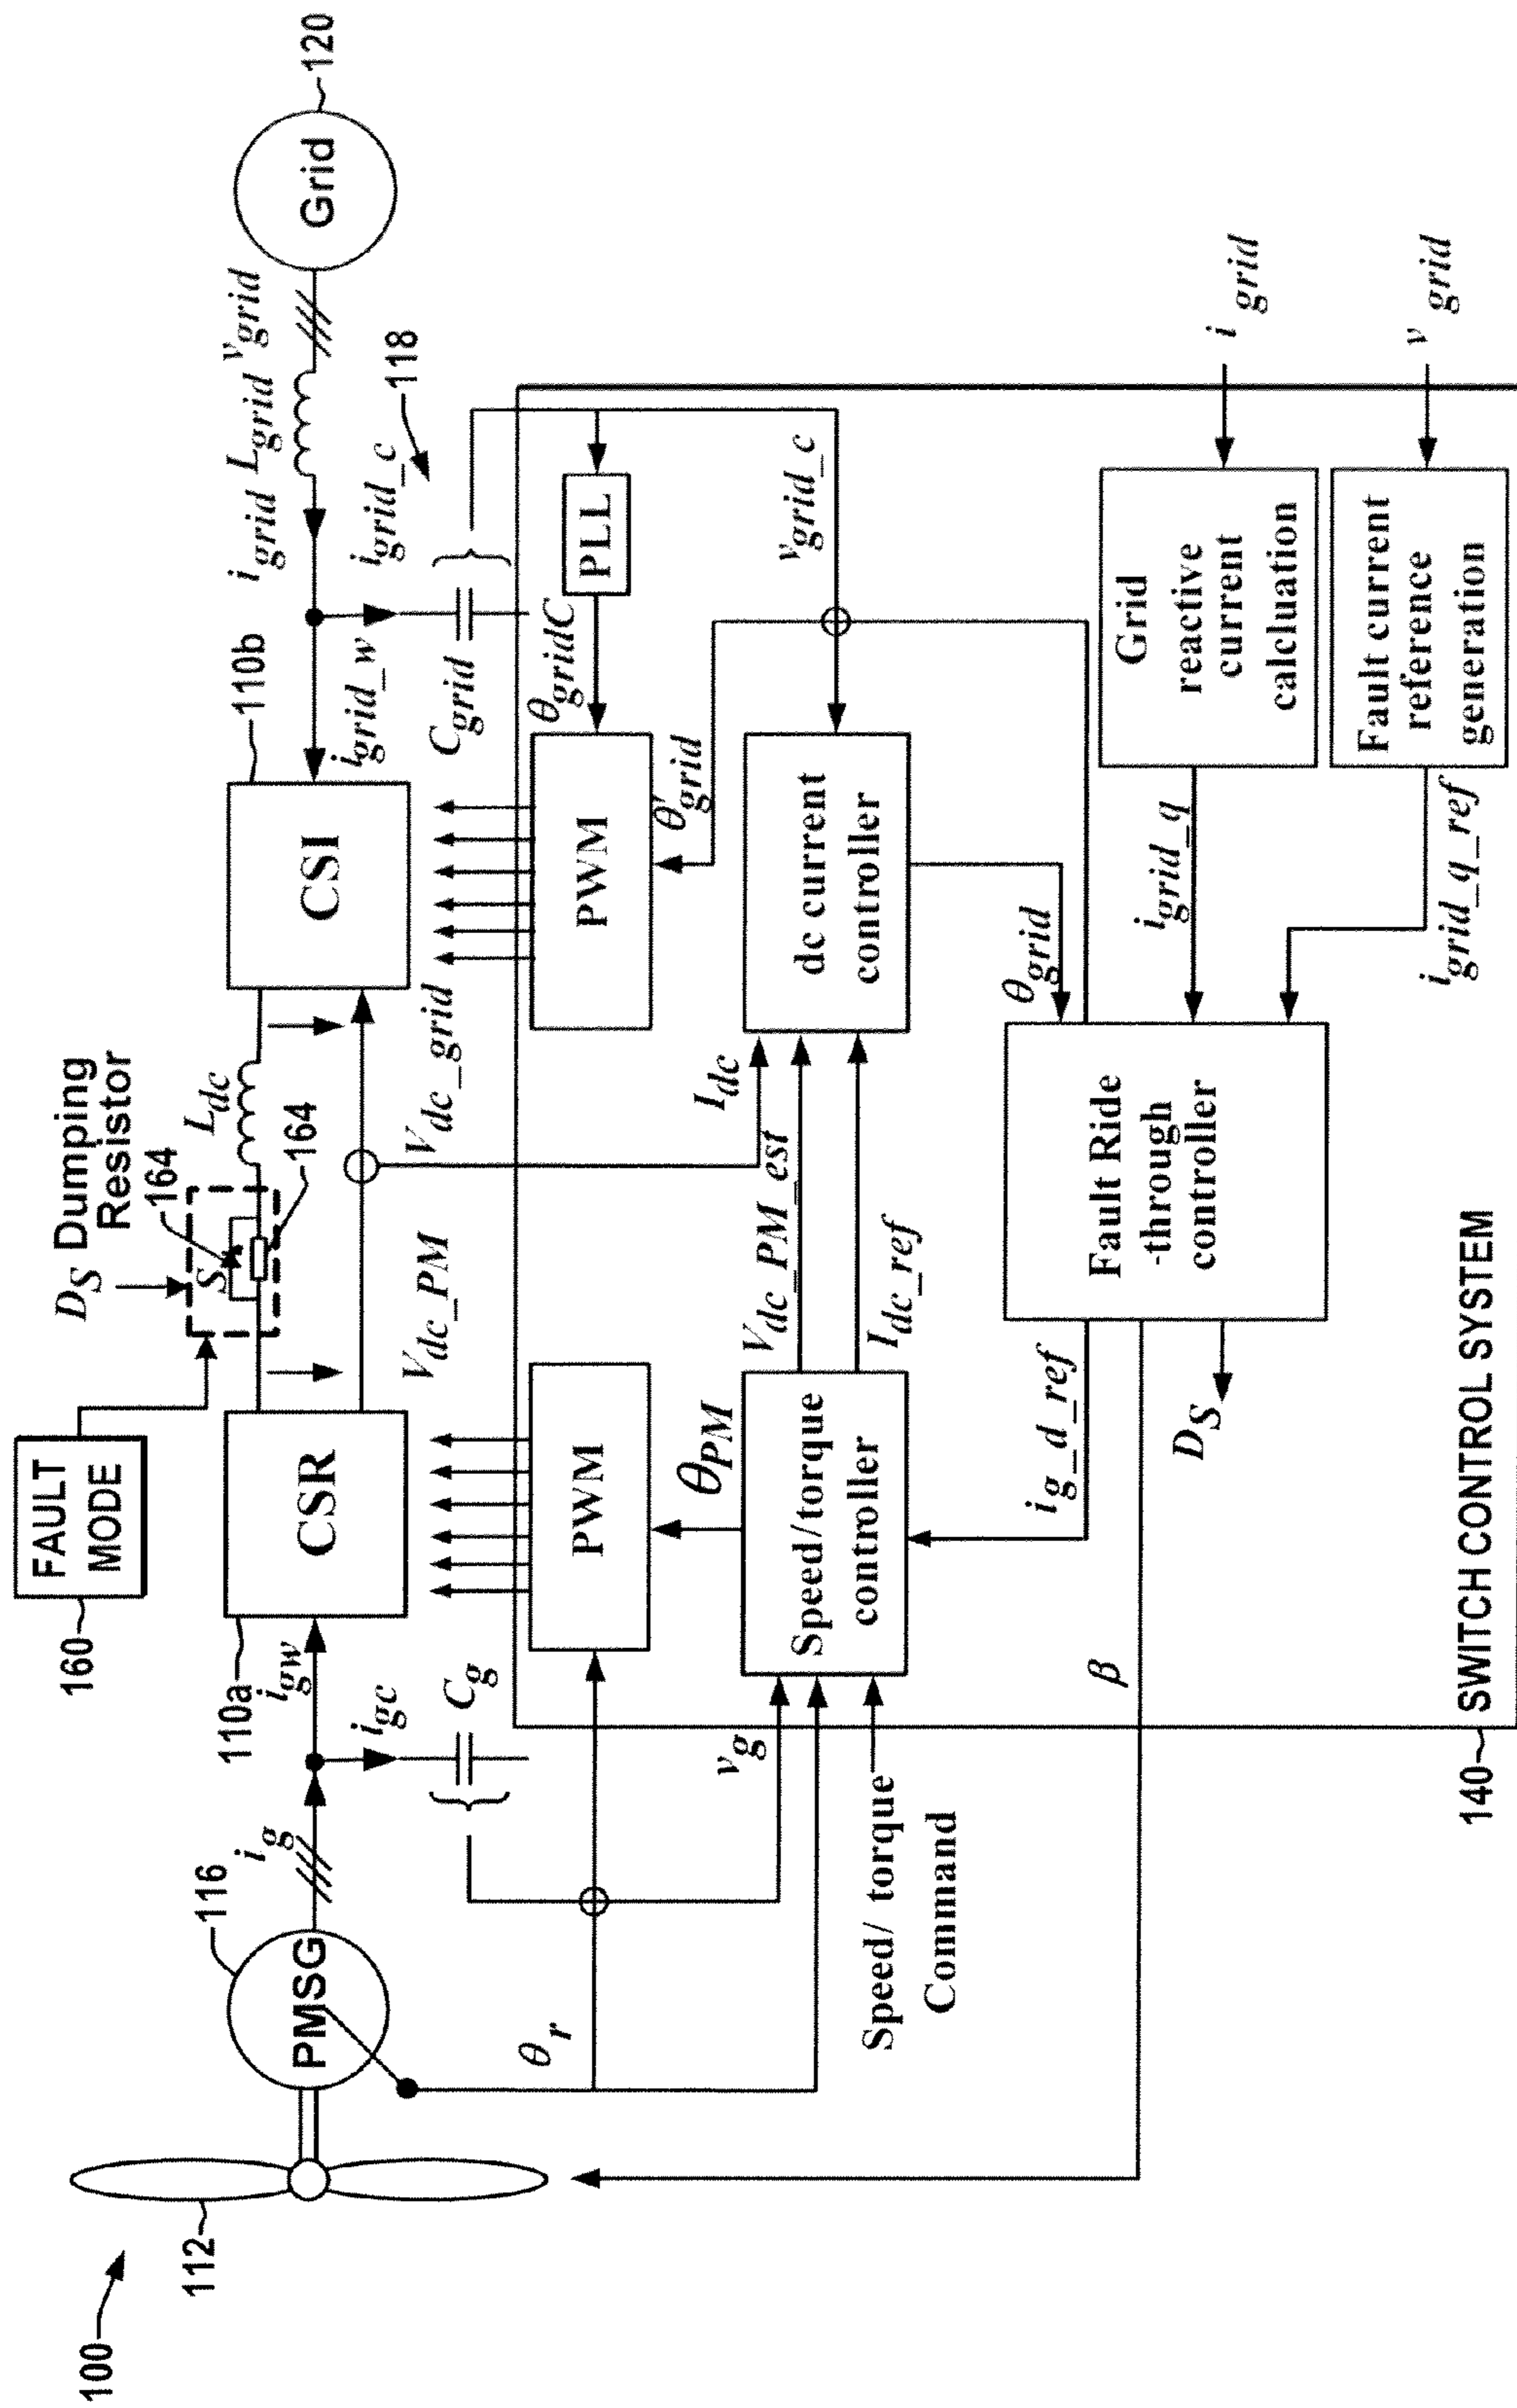 100
112
116
PMSG
i_g
i_gw
i_gc
C_g
110a
CSR
160
FAULT
MODE
D_S
Dumping
Resistor
164
S
164
L_dc
V_dc_PM
V_dc_grid
110b
CSI
i_grid_w
i_grid
L_grid
v_grid
i_grid_c
C_grid
118
Grid
120
θ_r
v_g
Speed/ torque
Command
PWM
θ_PM
Speed/torque
controller
V_dc_PM_est
I_dc_ref
I_dc
PWM
θ_gridC
PLL
θ'_grid
dc current
controller
v_grid_c
θ_grid
i_g_d_ref
β
D_S
Fault Ride
-through
controller
i_grid_q
i_grid_q_ref
Grid
reactive
current
calcluation
Fault current
reference
generation
i grid
v grid
140
SWITCH CONTROL SYSTEM